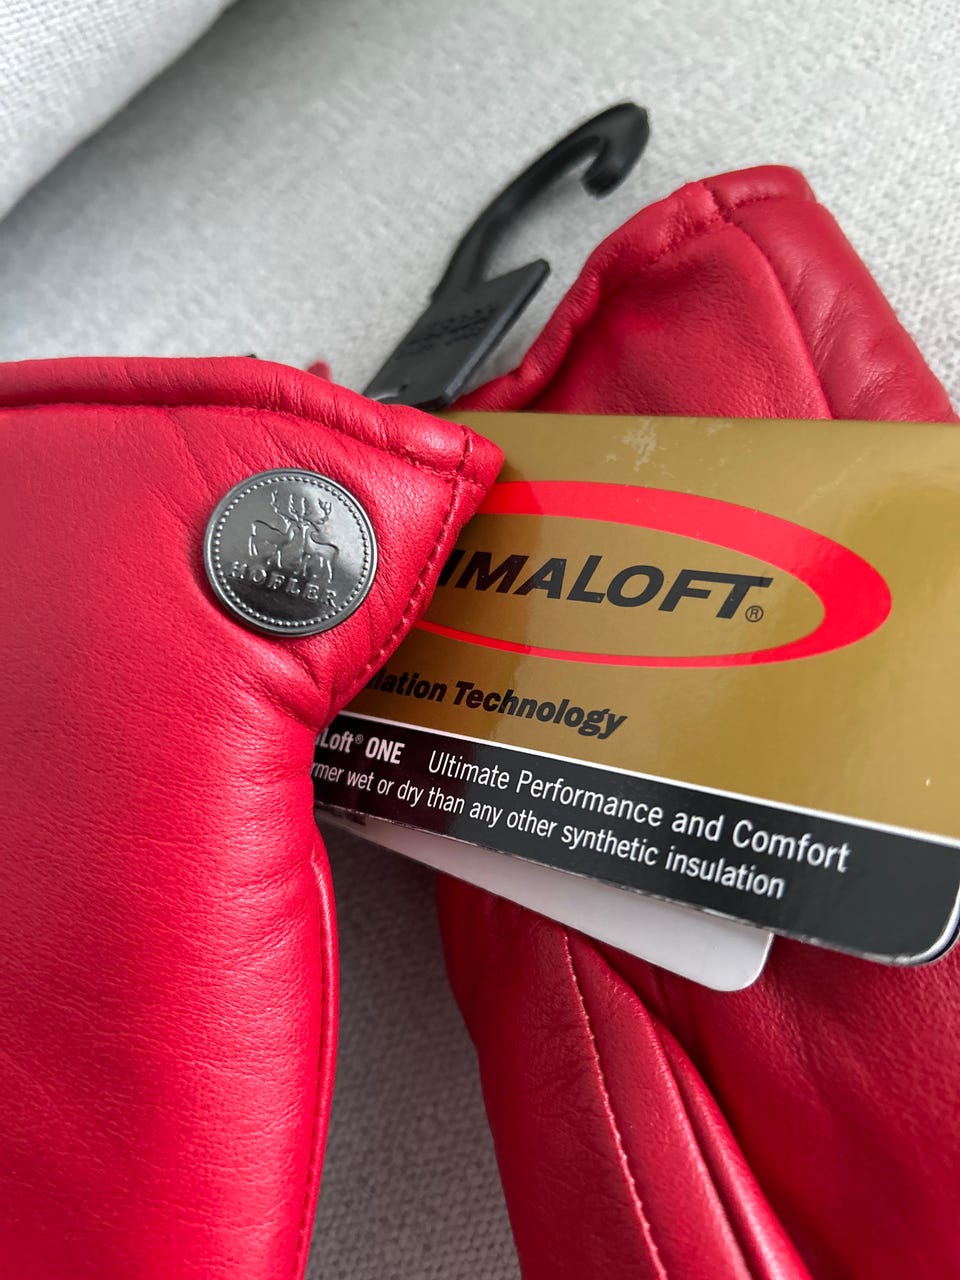 HOFLER
IMALOFT®
lation Technology
Loft® ONE Ultimate Performance and Comfort
rmer wet or dry than any other synthetic insulation